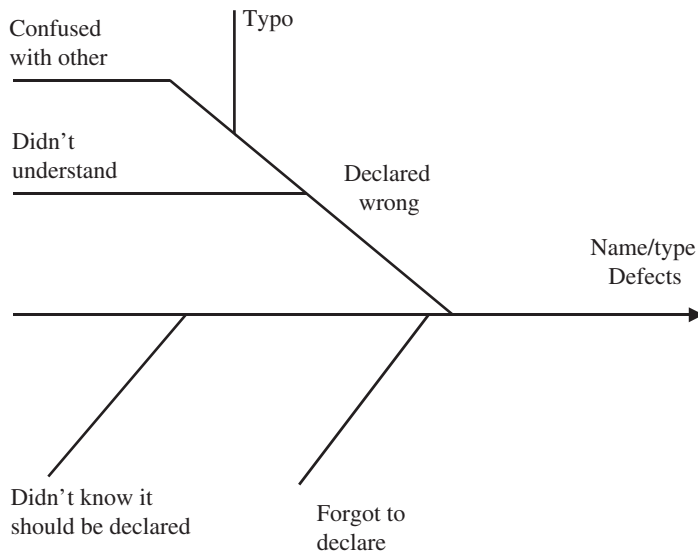 Confused
with other
Typo
Didn't
understand
Declared
wrong
Name/type
Defects
Didn't know it
should be declared
Forgot to
declare